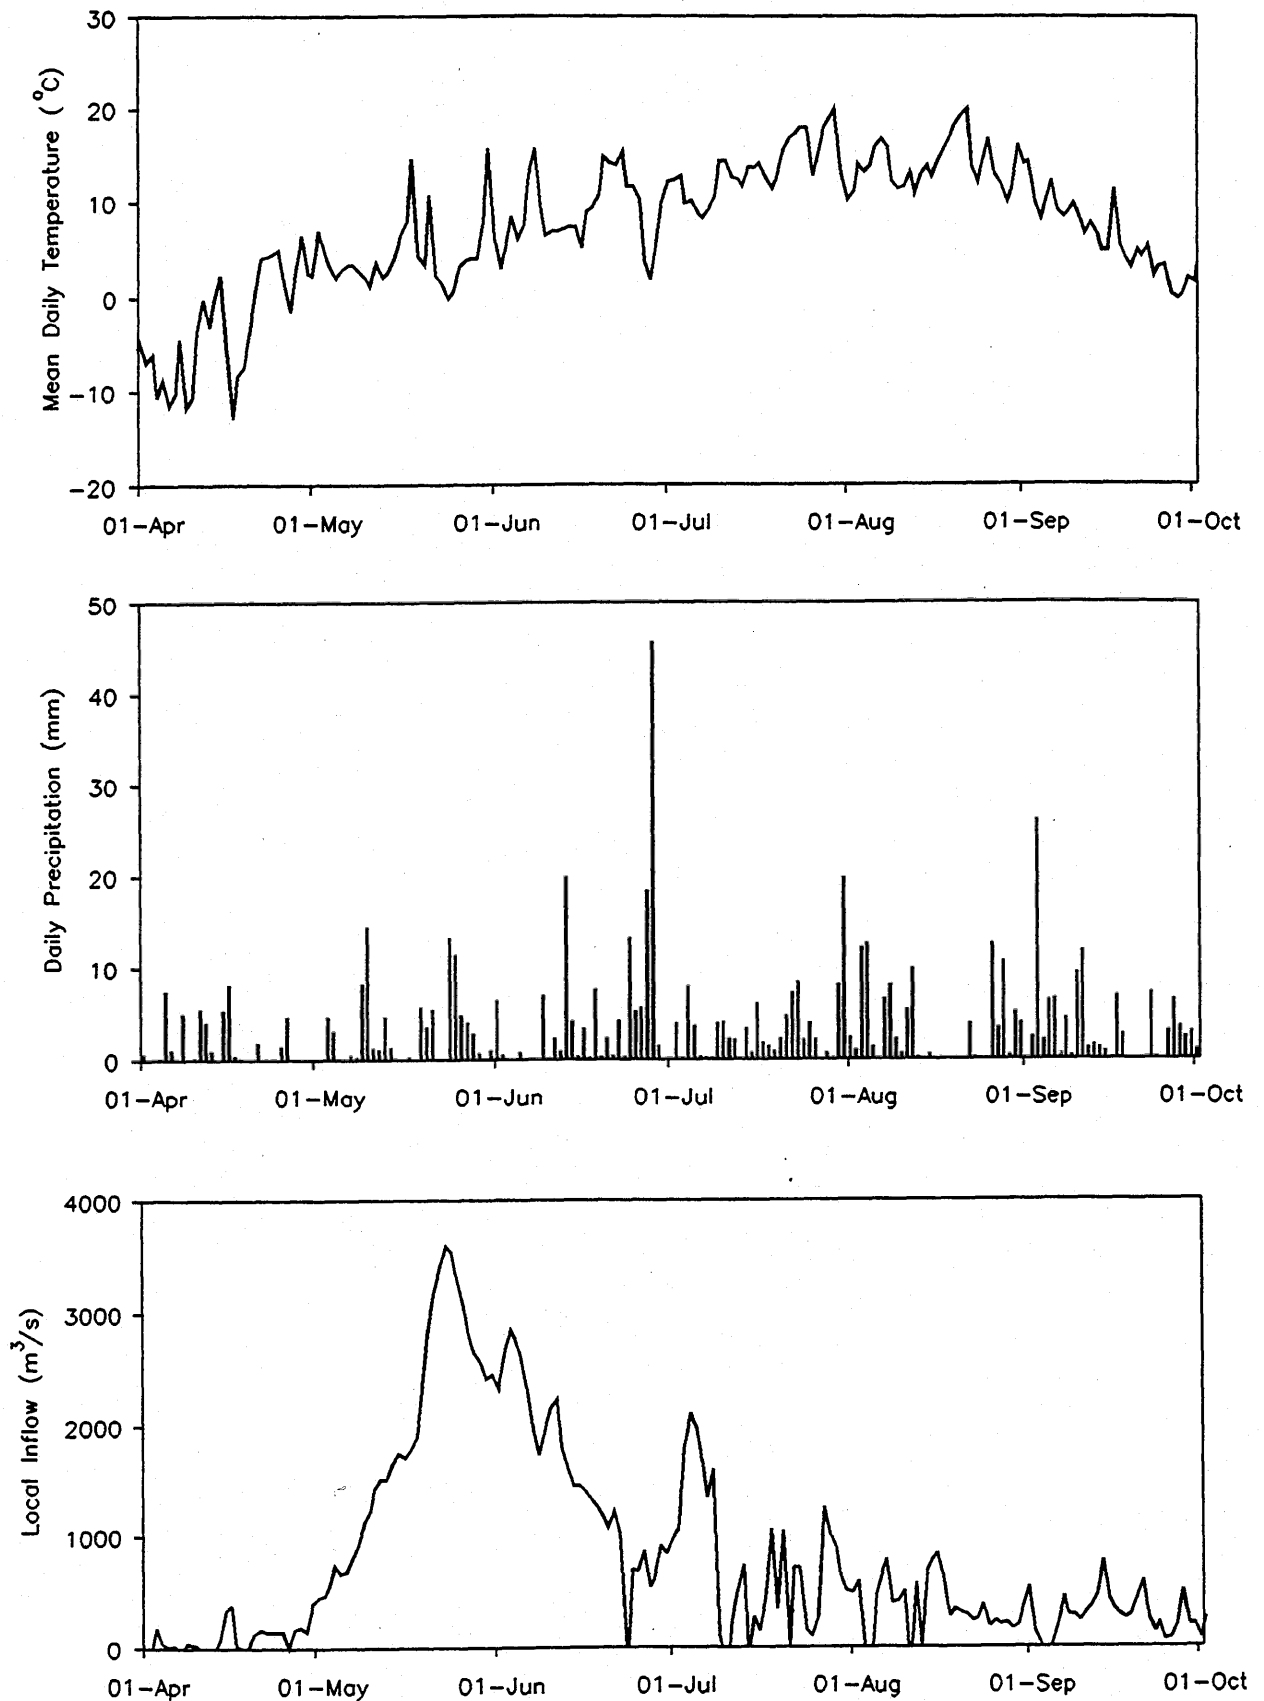 Mean Daily Temperature (°C)
30
20
10
0
−10
−20
01−Apr 01−May 01−Jun 01−Jul 01−Aug 01−Sep 01−Oct
Daily Precipitation (mm)
50
40
30
20
10
0
01−Apr 01−May 01−Jun 01−Jul 01−Aug 01−Sep 01−Oct
Local Inflow (m³/s)
4000
3000
2000
1000
0
01−Apr 01−May 01−Jun 01−Jul 01−Aug 01−Sep 01−Oct